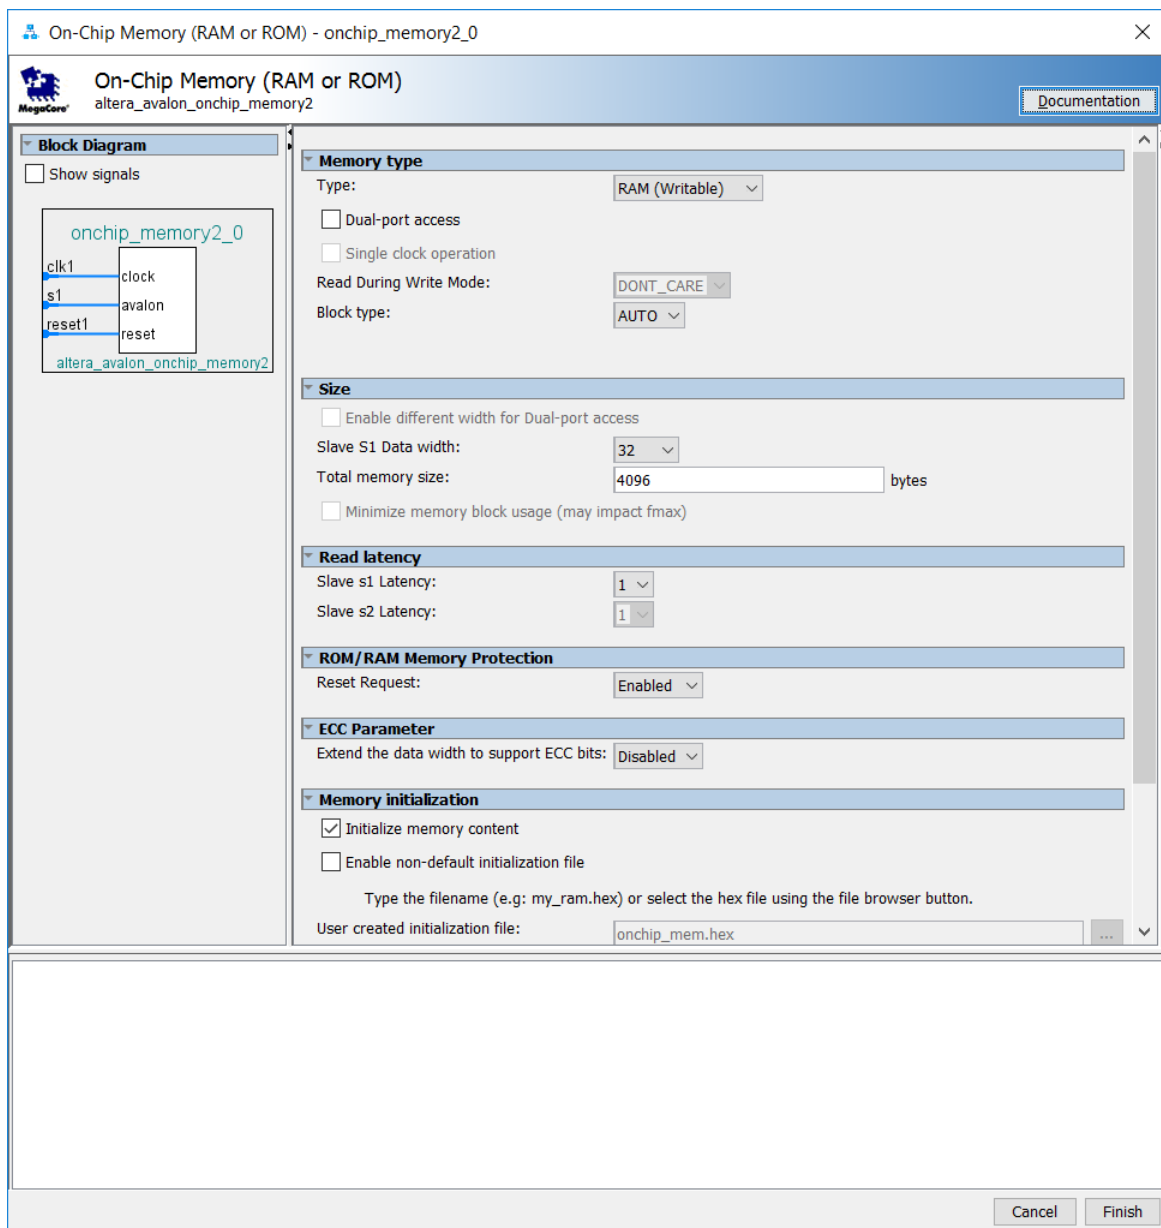 On-Chip Memory (RAM or ROM) - onchip_memory2_0
On-Chip Memory (RAM or ROM)
altera_avalon_onchip_memory2
MegaCore'
Documentation
Block Diagram
Show signals
onchip_memory2_0
clk1
clock
s1
avalon
reset1
reset
altera_avalon_onchip_memory2
Memory type
Type: RAM (Writable)
Dual-port access
Single clock operation
Read During Write Mode: DONT_CARE
Block type: AUTO
Size
Enable different width for Dual-port access
Slave S1 Data width: 32
Total memory size: 4096 bytes
Minimize memory block usage (may impact fmax)
Read latency
Slave s1 Latency: 1
Slave s2 Latency: 1
ROM/RAM Memory Protection
Reset Request: Enabled
ECC Parameter
Extend the data width to support ECC bits: Disabled
Memory initialization
Initialize memory content
Enable non-default initialization file
Type the filename (e.g: my_ram.hex) or select the hex file using the file browser button.
User created initialization file: onchip_mem.hex ...
Cancel Finish